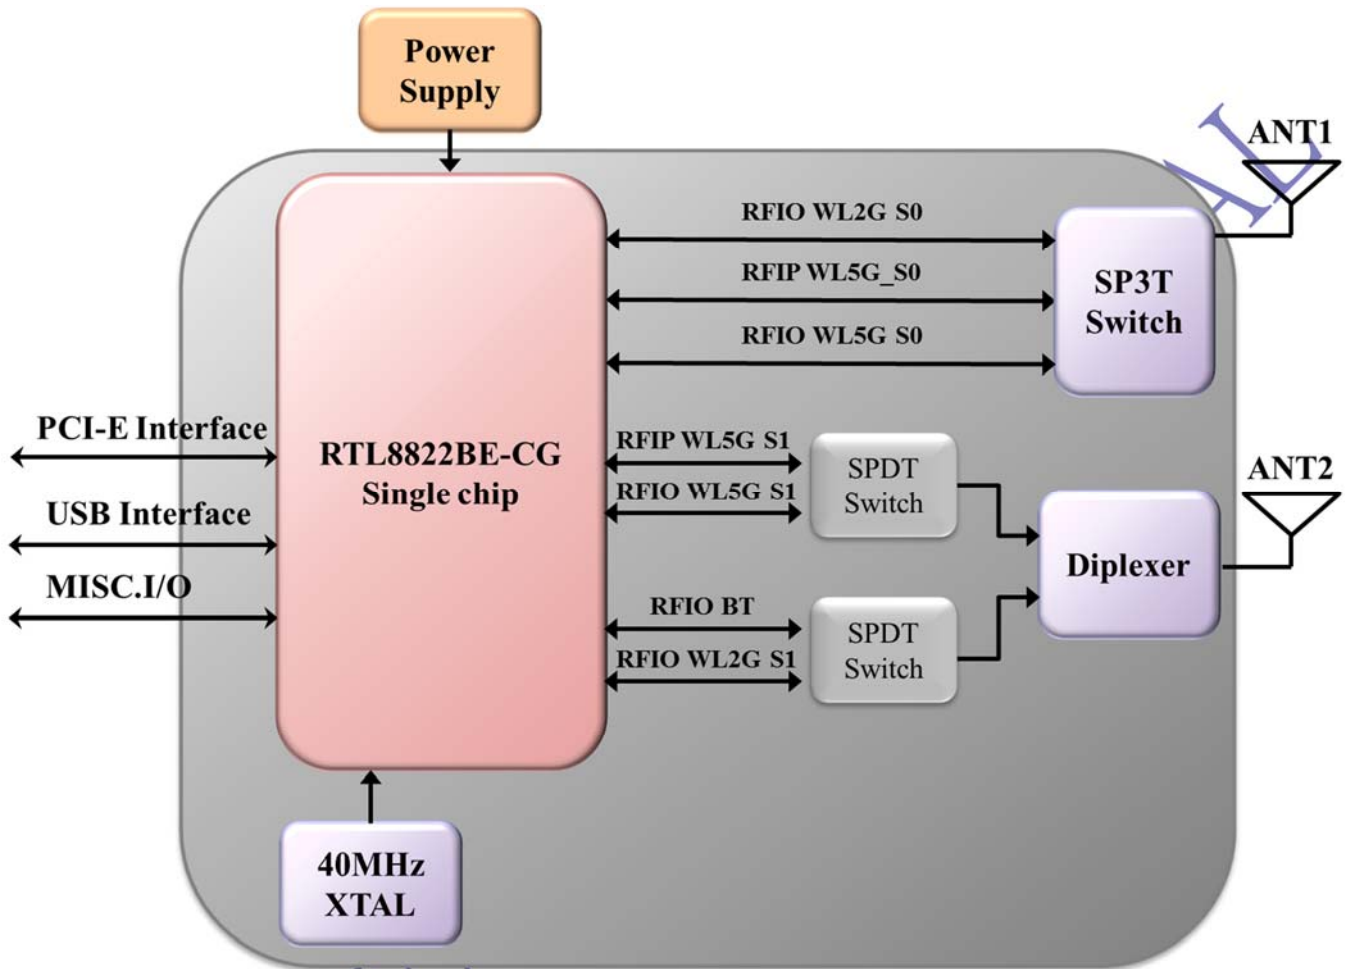 Power
Supply
ANT1
RFIO WL2G S0
RFIP WL5G_S0
RFIO WL5G S0
SP3T
Switch
PCI-E Interface
USB Interface
MISC.I/O
RTL8822BE-CG
Single chip
RFIP WL5G S1
RFIO WL5G S1
SPDT
Switch
ANT2
Diplexer
RFIO BT
RFIO WL2G S1
SPDT
Switch
40MHz
XTAL